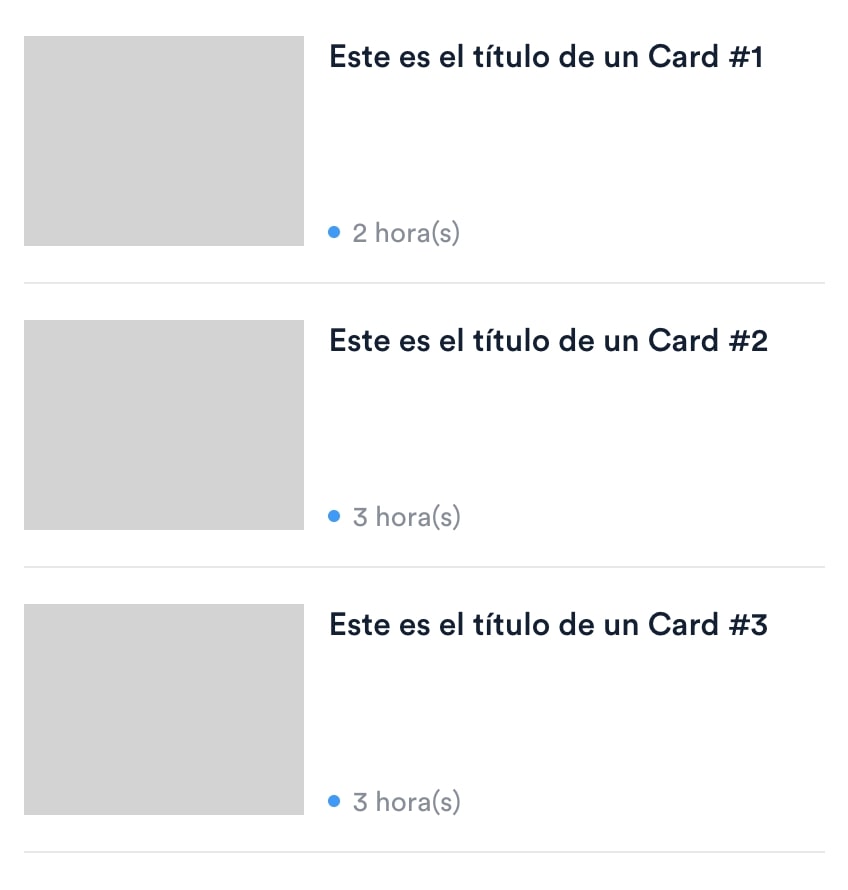 Este es el título de un Card #1
2 hora(s)
Este es el título de un Card #2
3 hora(s)
Este es el título de un Card #3
3 hora(s)